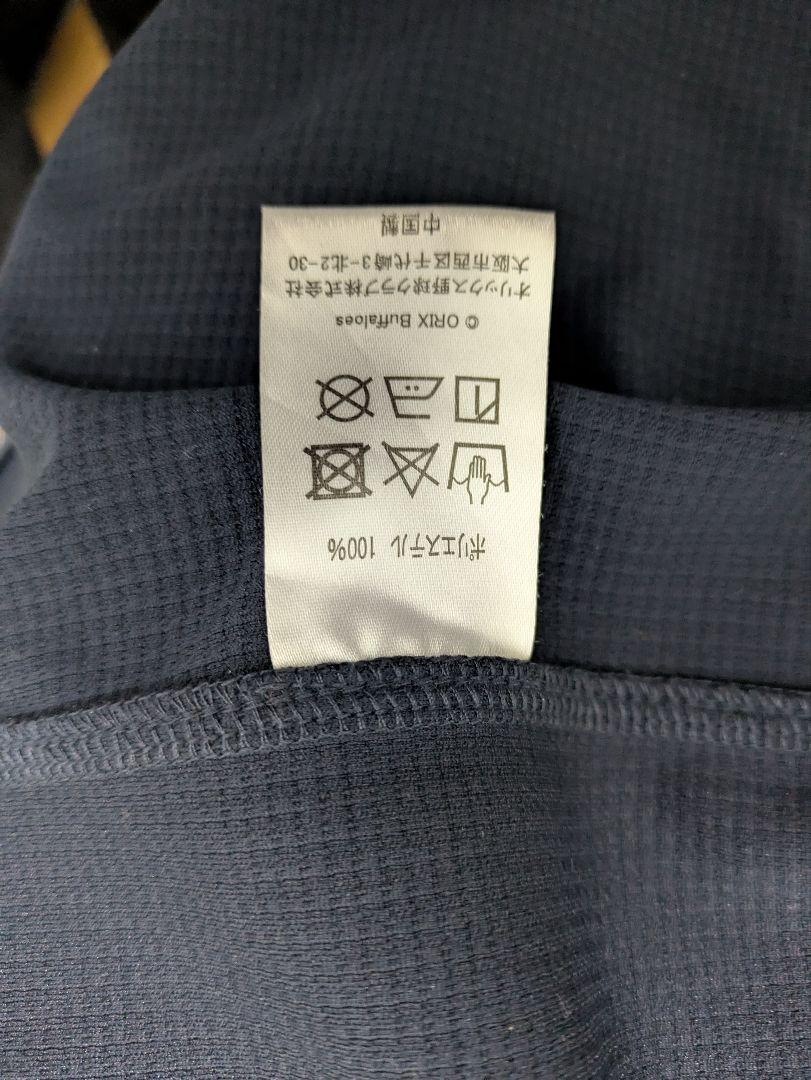 ポリエステル 100%
© ORIX Buffaloes
オリックス野球クラブ株式会社
大阪市西区千代崎3-北2-30
中国製